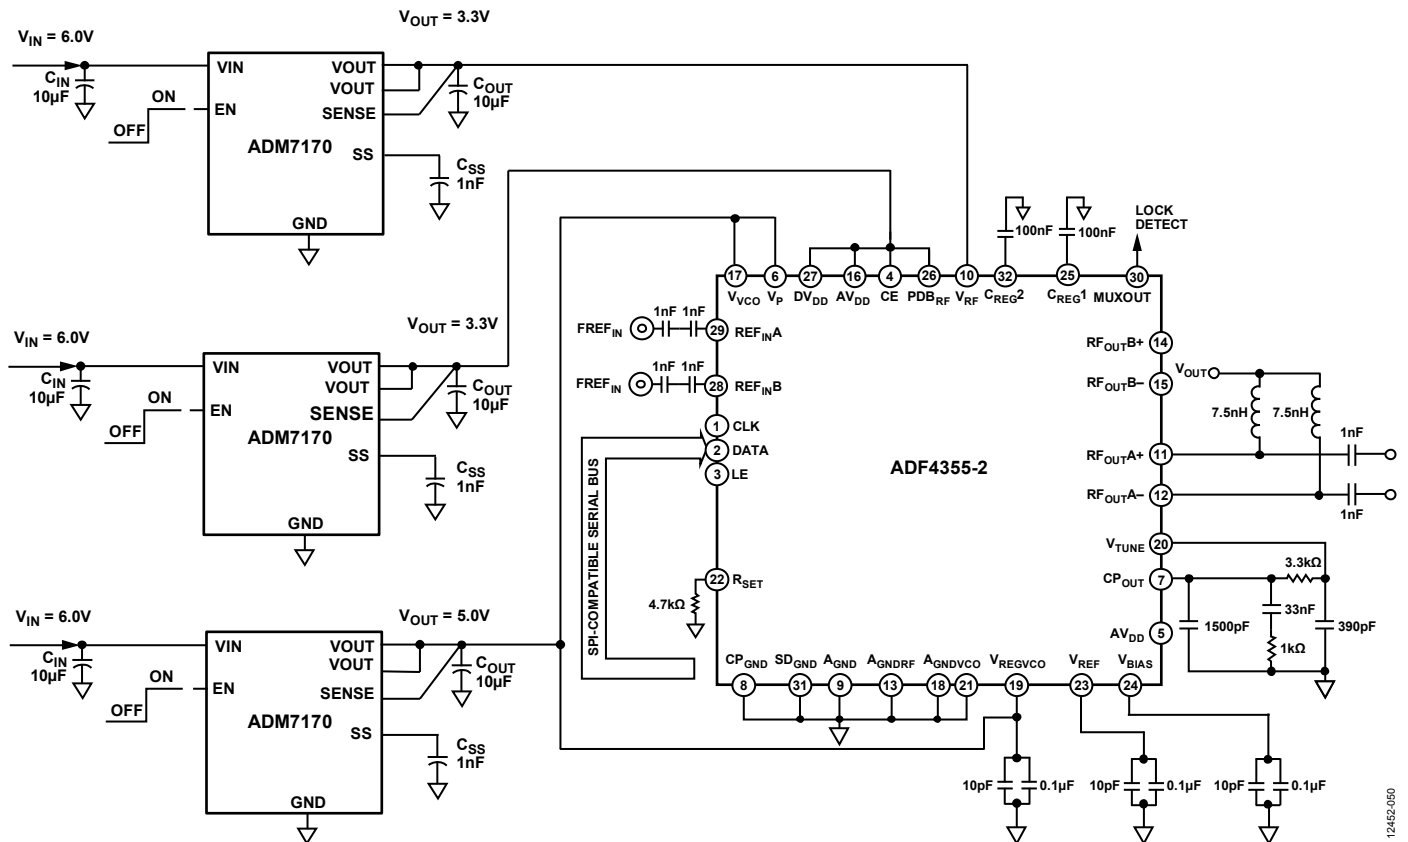 V_OUT = 3.3V
V_IN = 6.0V
C_IN
10µF
ON
OFF
VIN
EN
VOUT
VOUT
SENSE
SS
ADM7170
GND
C_OUT
10µF
C_SS
1nF
V_OUT = 3.3V
V_IN = 6.0V
C_IN
10µF
ON
OFF
VIN
EN
VOUT
VOUT
SENSE
SS
ADM7170
GND
C_OUT
10µF
C_SS
1nF
V_OUT = 5.0V
V_IN = 6.0V
C_IN
10µF
ON
OFF
VIN
EN
VOUT
VOUT
SENSE
SS
ADM7170
GND
C_OUT
10µF
C_SS
1nF
100nF
100nF
LOCK
DETECT
17 6 27 16 4 26 10 32 25 30
V_VCO V_P DV_DD AV_DD CE PDB_RF V_RF C_REG2 C_REG1 MUXOUT
FREF_IN 1nF 1nF 29 REF_INA
FREF_IN 1nF 1nF 28 REF_INB
1 CLK
2 DATA
3 LE
SPI-COMPATIBLE SERIAL BUS
22 R_SET
4.7kΩ
ADF4355-2
RF_OUTB+ 14
RF_OUTB− 15
V_OUT
7.5nH 7.5nH
RF_OUTA+ 11
1nF
RF_OUTA− 12
1nF
V_TUNE 20
CP_OUT 7
3.3kΩ
33nF
1500pF
390pF
1kΩ
AV_DD 5
CP_GND SD_GND A_GND A_GNDRF A_GNDVCO V_REGVCO V_REF V_BIAS
8 31 9 13 18 21 19 23 24
10pF 0.1µF
10pF 0.1µF
10pF 0.1µF
12452-050